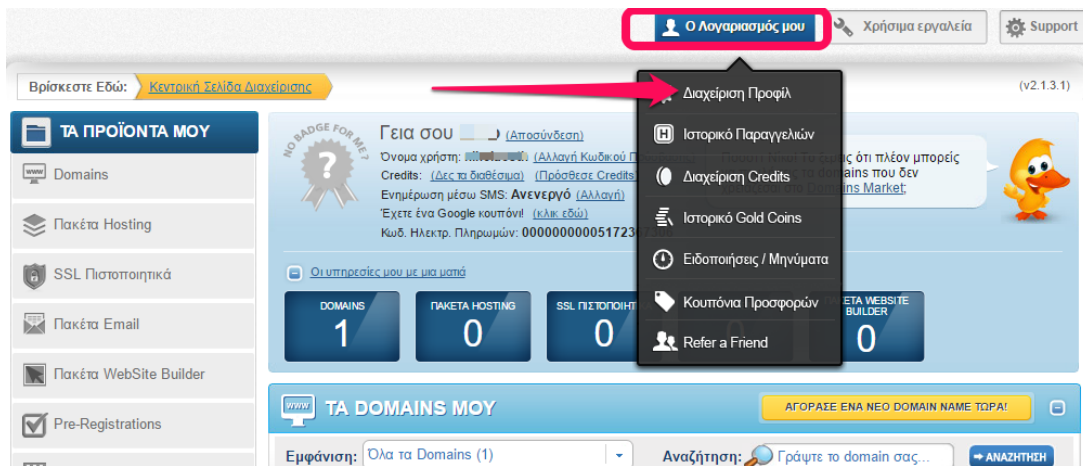 Ο Λογαριασμός μου
Χρήσιμα εργαλεία
Support
Βρίσκεστε Εδώ:
Κεντρική Σελίδα Διαχείρισης
(v2.1.3.1)
Διαχείριση Προφίλ
Ιστορικό Παραγγελιών
Διαχείριση Credits
Ιστορικό Gold Coins
Ειδοποιήσεις / Μηνύματα
Κουπόνια Προσφορών
Refer a Friend
ΤΑ ΠΡΟΪΟΝΤΑ ΜΟΥ
Domains
Πακέτα Hosting
SSL Πιστοποιητικά
Πακέτα Email
Πακέτα WebSite Builder
Pre-Registrations
NO BADGE FOR ME?
Γεια σου (Αποσύνδεση)
Όνομα χρήστη: (Αλλαγή Κωδικού
Credits: (Δες τα διαθέσιμα) (Πρόσθεσε Credits
Ενημέρωση μέσω SMS: Ανενεργό (Αλλαγή)
Έχετε ένα Google κουπόνι! (κλικ εδώ)
Κωδ. Ηλεκτρ. Πληρωμών: 00000000005172367306
ότι πλέον μπορείς
domains που δεν
στο Domains Market;
Οι υπηρεσίες μου με μια ματιά
DOMAINS
1
ΠΑΚΕΤΑ HOSTING
0
SSL ΠΙΣΤΟΠΟΙΗΤ
0
WEBSITE
BUILDER
0
www ΤΑ DOMAINS ΜΟΥ
ΑΓΟΡΑΣΕ ΕΝΑ ΝΕΟ DOMAIN NAME ΤΩΡΑ!
Εμφάνιση: Όλα τα Domains (1)
Αναζήτηση: Γράψτε το domain σας...
ΑΝΑΖΗΤΗΣΗ